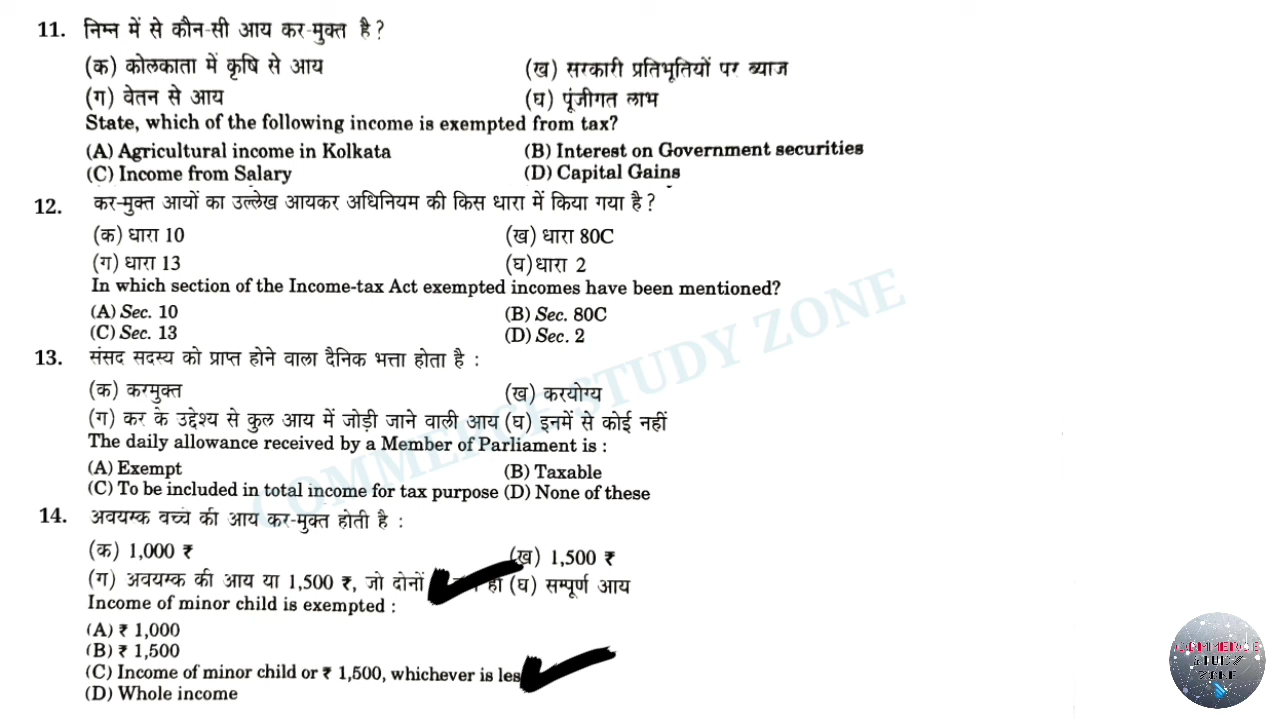 11. निम्न में से कौन-सी आय कर-मुक्त है?
(क) कोलकाता में कृषि से आय (ख) सरकारी प्रतिभूतियों पर ब्याज
(ग) वेतन से आय (घ) पूंजीगत लाभ
State, which of the following income is exempted from tax?
(A) Agricultural income in Kolkata (B) Interest on Government securities
(C) Income from Salary (D) Capital Gains
12. कर-मुक्त आयों का उल्लेख आयकर अधिनियम की किस धारा में किया गया है?
(क) धारा 10 (ख) धारा 80C
(ग) धारा 13 (घ) धारा 2
In which section of the Income-tax Act exempted incomes have been mentioned?
(A) Sec. 10 (B) Sec. 80C
(C) Sec. 13 (D) Sec. 2
13. संसद सदस्य को प्राप्त होने वाला दैनिक भत्ता होता है :
(क) करमुक्त (ख) करयोग्य
(ग) कर के उद्देश्य से कुल आय में जोड़ी जाने वाली आय (घ) इनमें से कोई नहीं
The daily allowance received by a Member of Parliament is :
(A) Exempt (B) Taxable
(C) To be included in total income for tax purpose (D) None of these
14. अवयस्क बच्चे की आय कर-मुक्त होती है :
(क) 1,000 ₹ (ख) 1,500 ₹
(ग) अवयस्क की आय या 1,500 ₹, जो दोनों हो (घ) सम्पूर्ण आय
Income of minor child is exempted :
(A) ₹ 1,000
(B) ₹ 1,500
(C) Income of minor child or ₹ 1,500, whichever is les
(D) Whole income
COMMERCE STUDY ZONE
COMMERCE
STUDY
ZONE